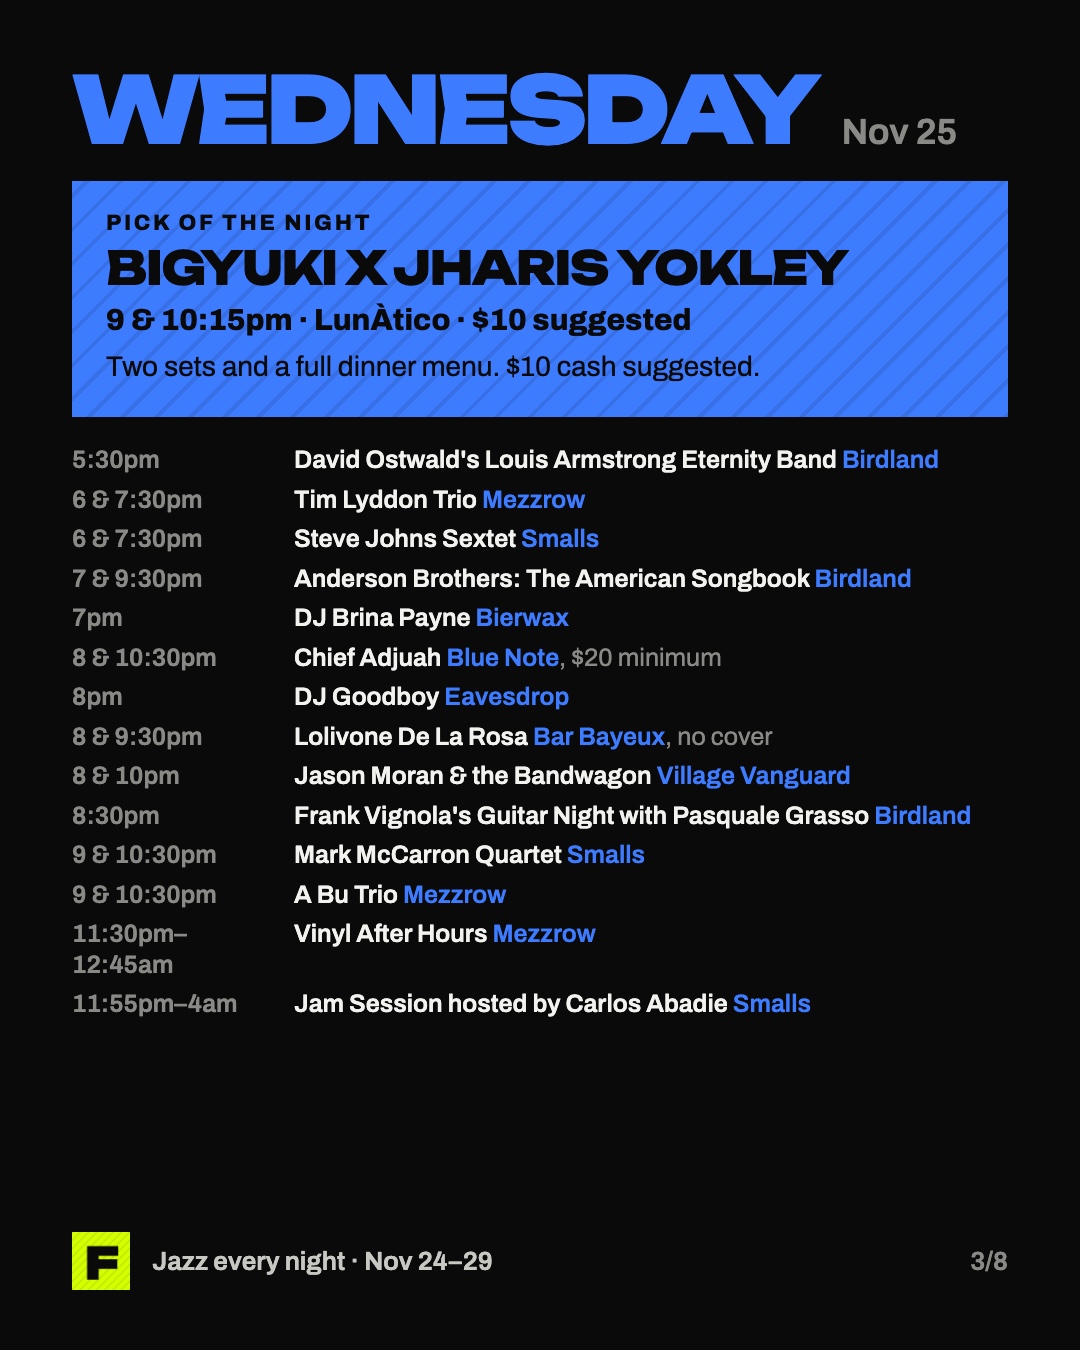 WEDNESDAY Nov 25
PICK OF THE NIGHT
BIGYUKI X JHARIS YOKLEY
9 & 10:15pm · LunÀtico · $10 suggested
Two sets and a full dinner menu. $10 cash suggested.
5:30pm David Ostwald's Louis Armstrong Eternity Band Birdland
6 & 7:30pm Tim Lyddon Trio Mezzrow
6 & 7:30pm Steve Johns Sextet Smalls
7 & 9:30pm Anderson Brothers: The American Songbook Birdland
7pm DJ Brina Payne Bierwax
8 & 10:30pm Chief Adjuah Blue Note, $20 minimum
8pm DJ Goodboy Eavesdrop
8 & 9:30pm Lolivone De La Rosa Bar Bayeux, no cover
8 & 10pm Jason Moran & the Bandwagon Village Vanguard
8:30pm Frank Vignola's Guitar Night with Pasquale Grasso Birdland
9 & 10:30pm Mark McCarron Quartet Smalls
9 & 10:30pm A Bu Trio Mezzrow
11:30pm–
12:45am Vinyl After Hours Mezzrow
11:55pm–4am Jam Session hosted by Carlos Abadie Smalls
F Jazz every night · Nov 24–29 3/8